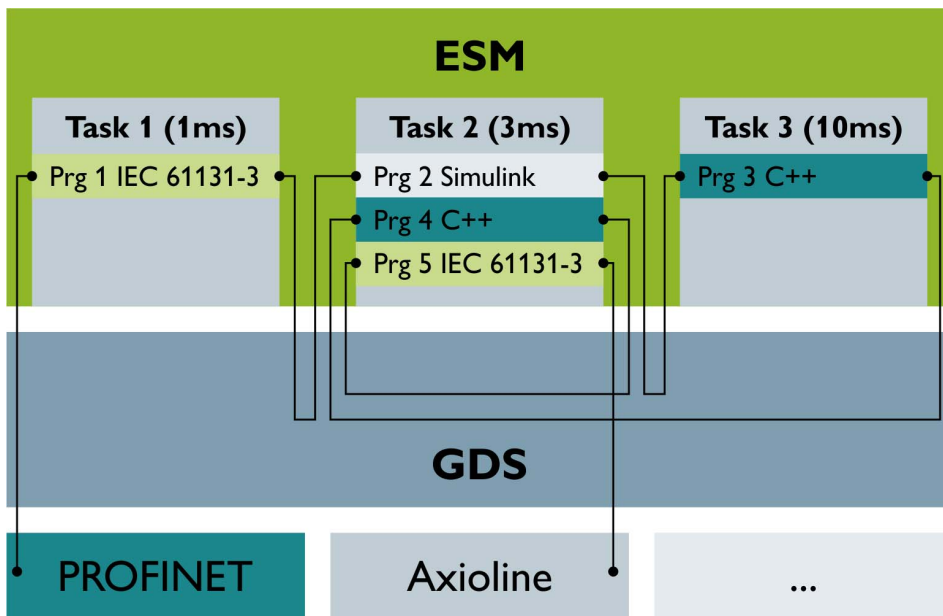 ESM
Task 1 (1ms)
Prg 1 IEC 61131-3
Task 2 (3ms)
Prg 2 Simulink
Prg 4 C++
Prg 5 IEC 61131-3
Task 3 (10ms)
Prg 3 C++
GDS
PROFINET
Axioline
...